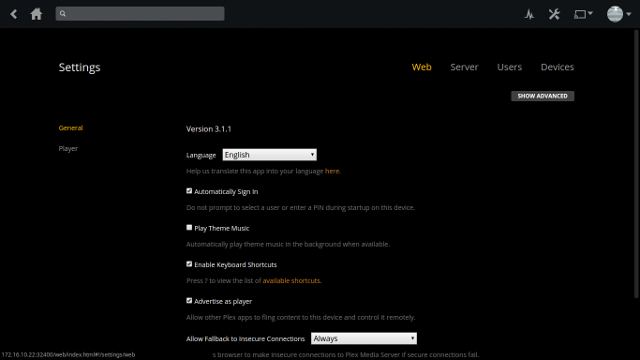 Settings
Web Server Users Devices
SHOW ADVANCED
General
Player
Version 3.1.1
Language English
Help us translate this app into your language here.
Automatically Sign In
Do not prompt to select a user or enter a PIN during startup on this device.
Play Theme Music
Automatically play theme music in the background when available.
Enable Keyboard Shortcuts
Press ? to view the list of available shortcuts.
Advertise as player
Allow other Plex apps to fling content to this device and control it remotely.
Allow Fallback to Insecure Connections Always
172.16.10.22:32400/web/index.html#!/settings/web
s browser to make insecure connections to Plex Media Server if secure connections fail.